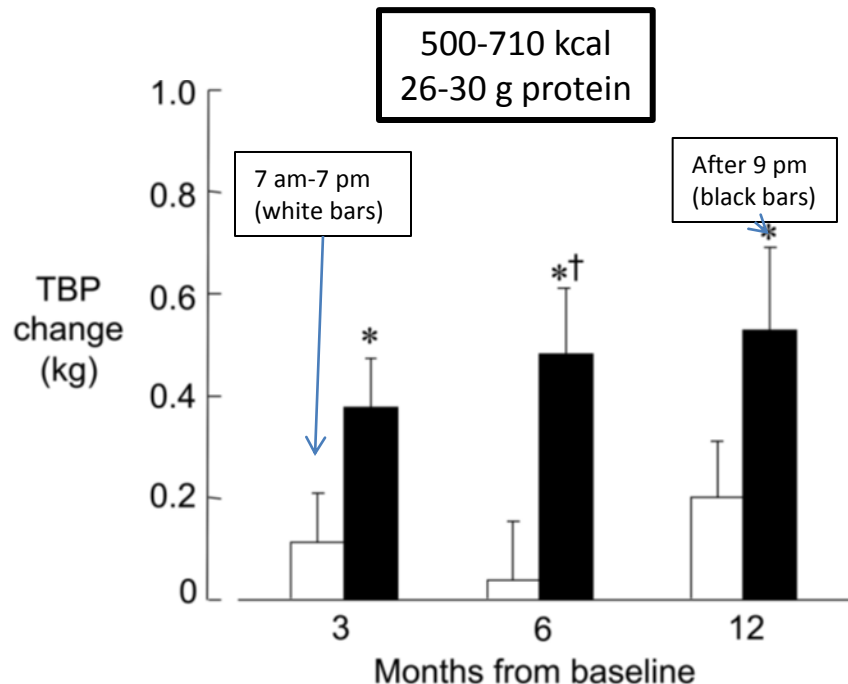 500-710 kcal
26-30 g protein
1.0
0.8
0.6
0.4
0.2
0
TBP
change
(kg)
7 am-7 pm
(white bars)
After 9 pm
(black bars)
*
*†
*
3
6
12
Months from baseline